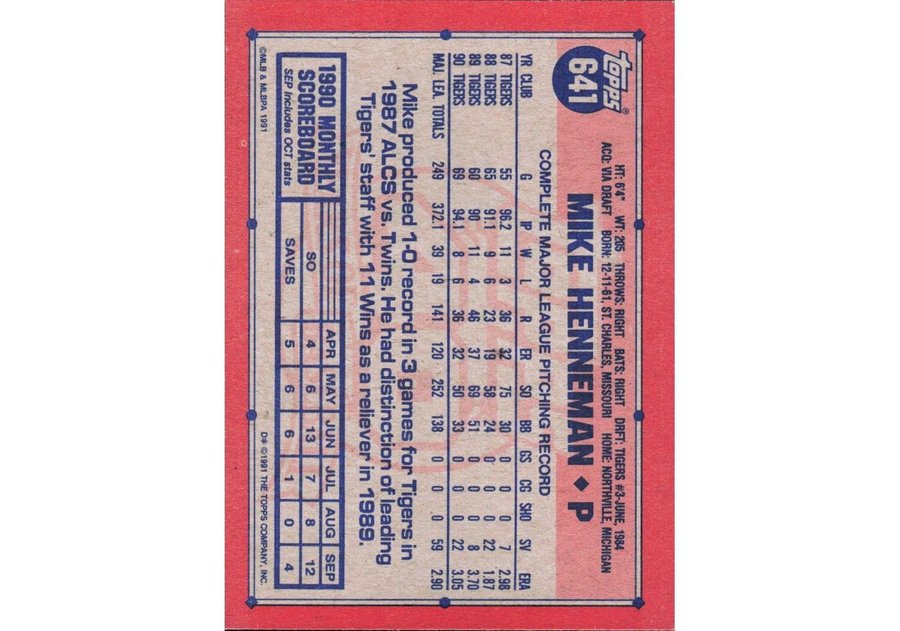 topps®
641
HT: 6'4" WT: 205 THROWS: RIGHT BATS: RIGHT DRFT: TIGERS #3-JUNE, 1984
ACQ: VIA DRAFT BORN: 12-11-61, ST. CHARLES, MISSOURI HOME: NORTHVILLE, MICHIGAN
MIKE HENNEMAN ♦ P
COMPLETE MAJOR LEAGUE PITCHING RECORD
YR CLUB G IP W L R ER SO BB GS CG SHO SV ERA
87 TIGERS 55 96.2 11 3 36 32 75 30 0 0 0 7 2.98
88 TIGERS 65 91.1 9 6 23 19 58 24 0 0 0 22 1.87
89 TIGERS 60 90 11 4 46 37 69 51 0 0 0 8 3.70
90 TIGERS 69 94.1 8 6 36 32 50 33 0 0 0 22 3.05
MAJ. LEA. TOTALS 249 372.1 39 19 141 120 252 138 0 0 0 59 2.90
Mike produced 1-0 record in 3 games for Tigers in
1987 ALCS vs. Twins. He had distinction of leading
Tigers' staff with 11 Wins as a reliever in 1989.
1990 MONTHLY
SCOREBOARD
SEP includes OCT stats
APR MAY JUN JUL AUG SEP
SO 4 6 13 7 8 12
SAVES 5 6 6 1 0 4
©MLB & MLBPA 1991
D* ©1991 THE TOPPS COMPANY, INC.